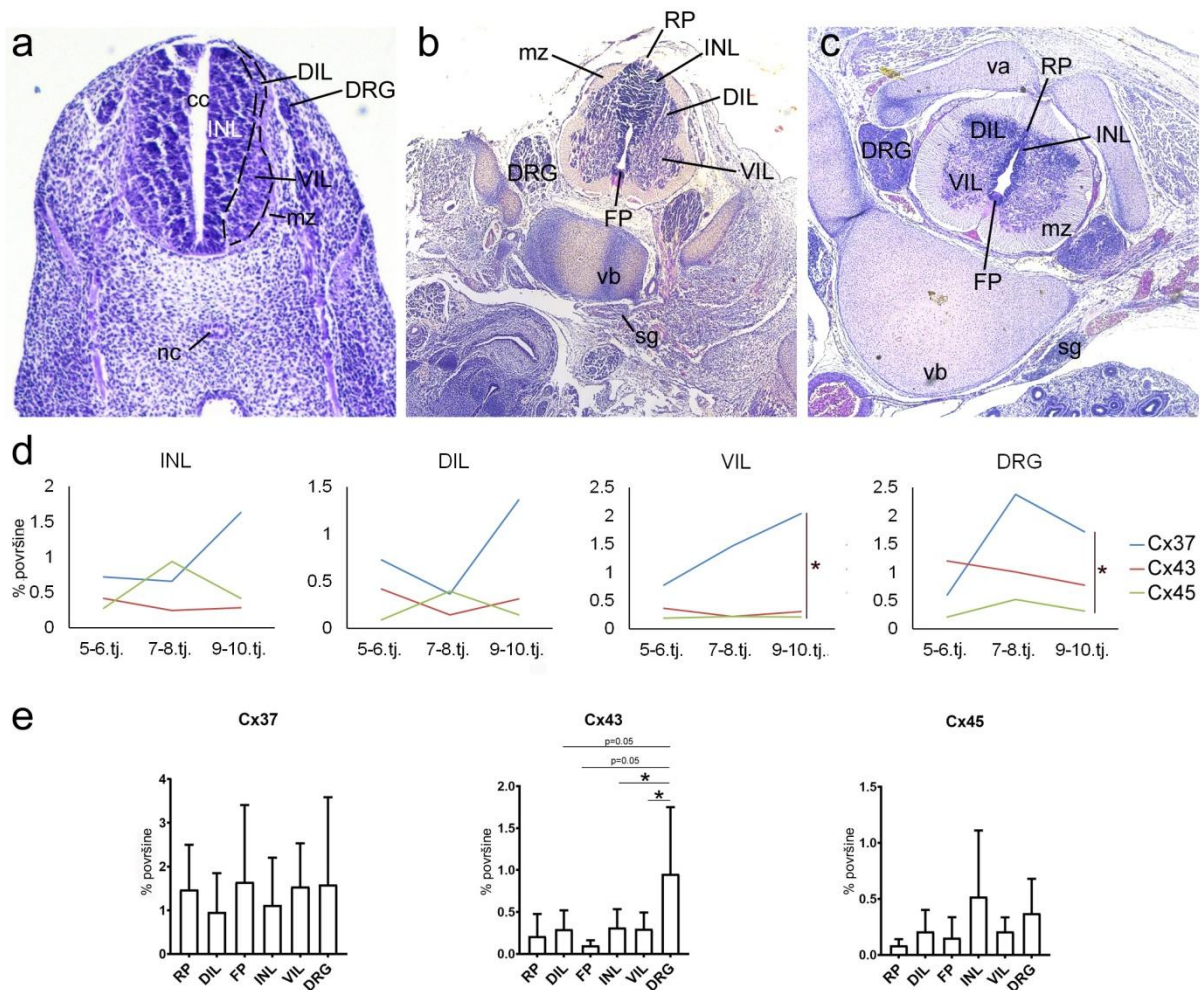 a
cc
INL
DIL
DRG
VIL
mz
nc
b
RP
mz
INL
DIL
DRG
VIL
FP
vb
sg
c
va
RP
DIL
INL
DRG
VIL
mz
FP
sg
vb
d
INL
DIL
VIL
DRG
% površine
2
1.5
1
0.5
0
5-6.tj. 7-8.tj. 9-10.tj.
1.5
1
0.5
0
5-6.tj. 7-8.tj. 9-10.tj.
2.5
2
1.5
1
0.5
0
*
5-6.tj. 7-8.tj. 9-10.tj.
2.5
2
1.5
1
0.5
0
*
5-6.tj. 7-8.tj. 9-10.tj.
Cx37
Cx43
Cx45
e
Cx37
% površine
4
3
2
1
0
RP DIL FP INL VIL DRG
Cx43
p=0.05
p=0.05
*
*
% površine
2.0
1.5
1.0
0.5
0.0
RP DIL FP INL VIL DRG
Cx45
% površine
1.5
1.0
0.5
0.0
RP DIL FP INL VIL DRG